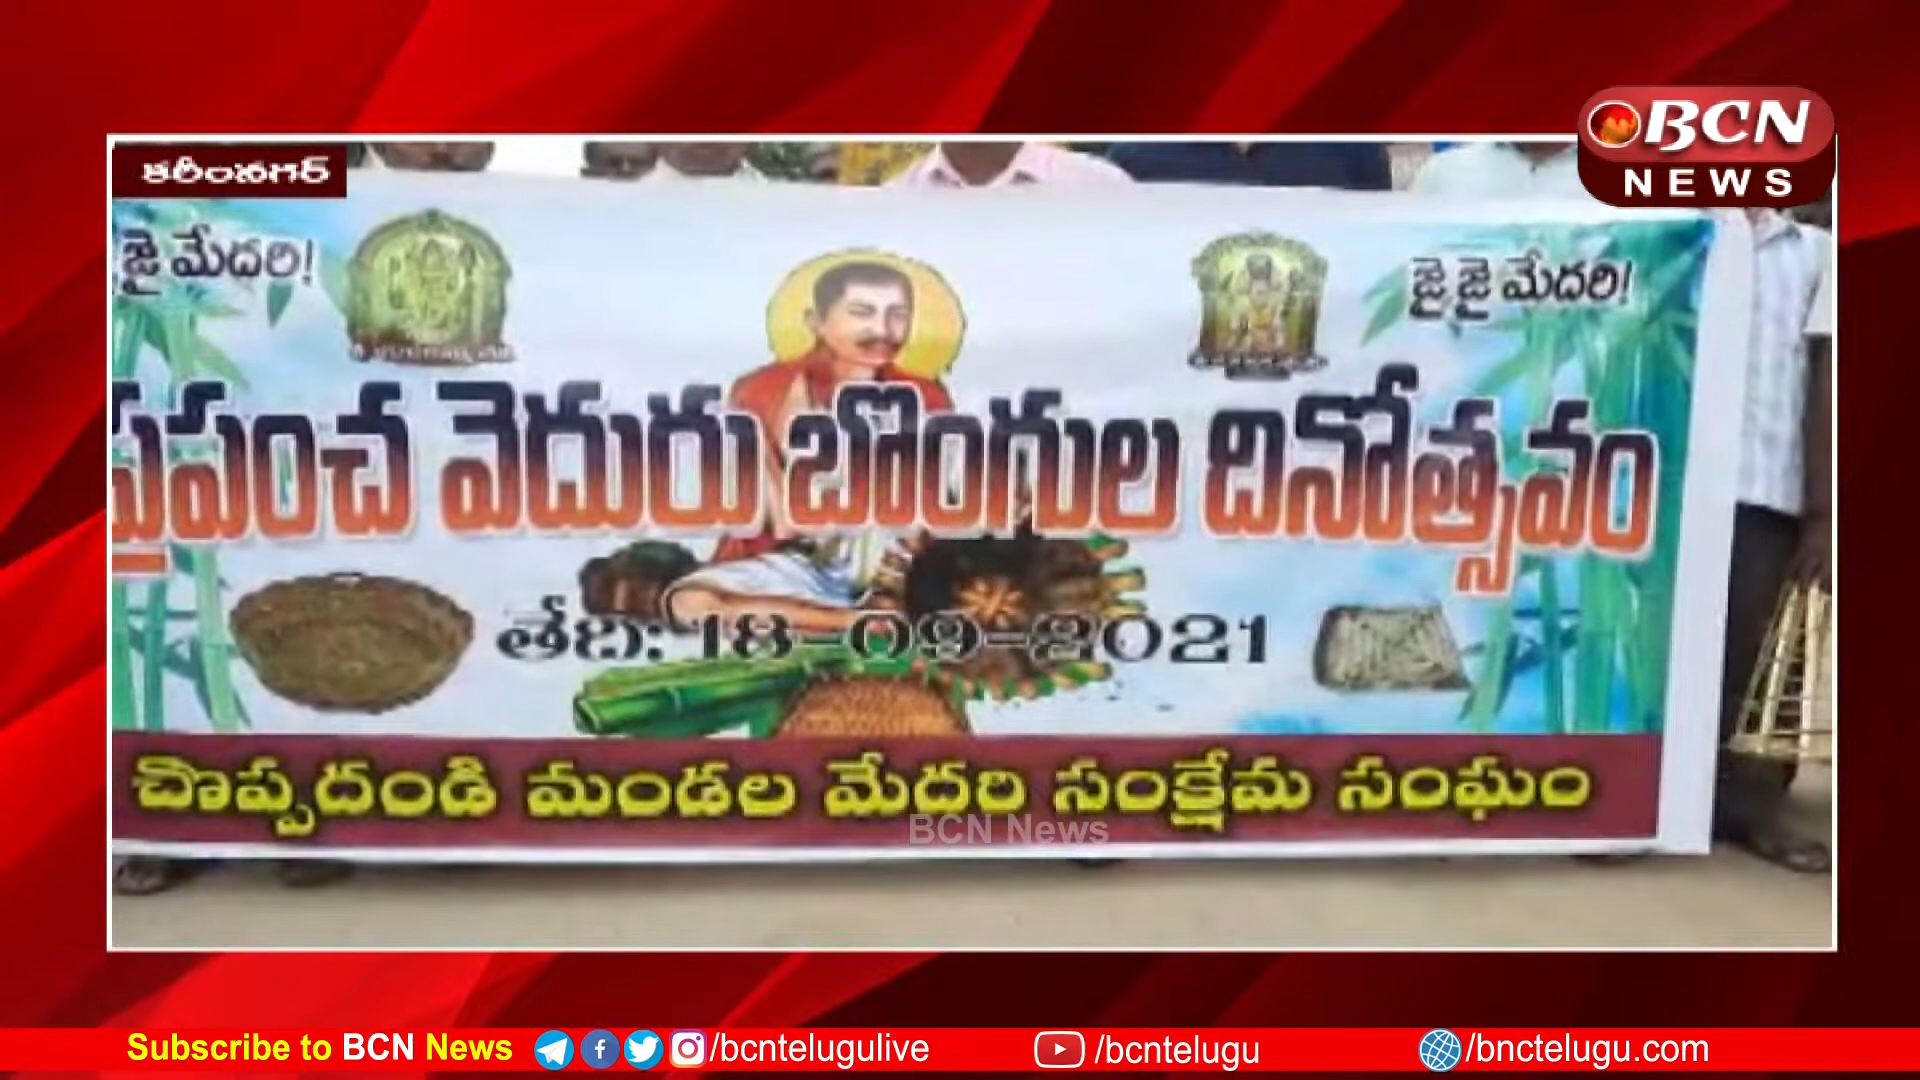 BCN
NEWS
కరీంనగర్
జై మేదరి!
జై జై మేదరి!
ప్రపంచ వెదురు బొంగుల దినోత్సవం
తేది: 18-09-2021
చొప్పదండి మండల మేదరి సంక్షేమ సంఘం
BCN News
Subscribe to BCN News /bcntelugulive /bcntelugu /bnctelugu.com